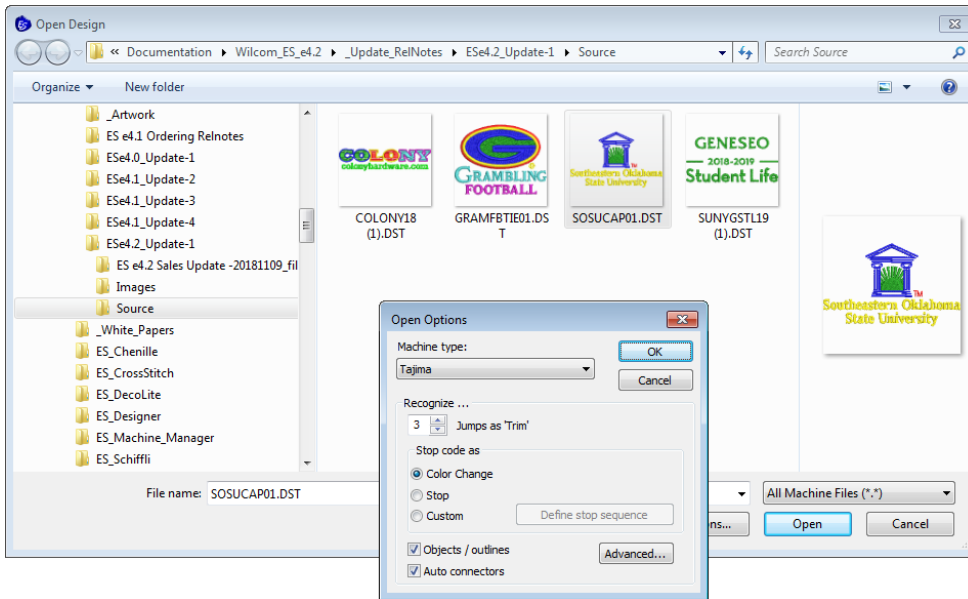 Open Design
« Documentation ▸ Wilcom_ES_e4.2 ▸ _Update_RelNotes ▸ ESe4.2_Update-1 ▸ Source
Search Source
Organize ▾ New folder
_Artwork
ES e4.1 Ordering Relnotes
ESe4.0_Update-1
ESe4.1_Update-2
ESe4.1_Update-3
ESe4.1_Update-4
ESe4.2_Update-1
ES e4.2 Sales Update -20181109_fil
Images
Source
_White_Papers
ES_Chenille
ES_CrossStitch
ES_DecoLite
ES_Designer
ES_Machine_Manager
ES_Schiffli
COLONY
colonyhardware.com
COLONY18
(1).DST
GRAMBLING
FOOTBALL
GRAMFBTIE01.DS
T
TM
Southeastern Oklahoma
State University
SOSUCAP01.DST
GENESEO
2018-2019
Student Life
SUNYGSTL19
(1).DST
TM
Southeastern Oklahoma
State University
Open Options
Machine type:
Tajima
OK
Cancel
Recognize ...
3 Jumps as 'Trim'
Stop code as
Color Change
Stop
Custom
Define stop sequence
Objects / outlines
Auto connectors
Advanced...
File name: SOSUCAP01.DST
All Machine Files (*.*)
ns...
Open
Cancel